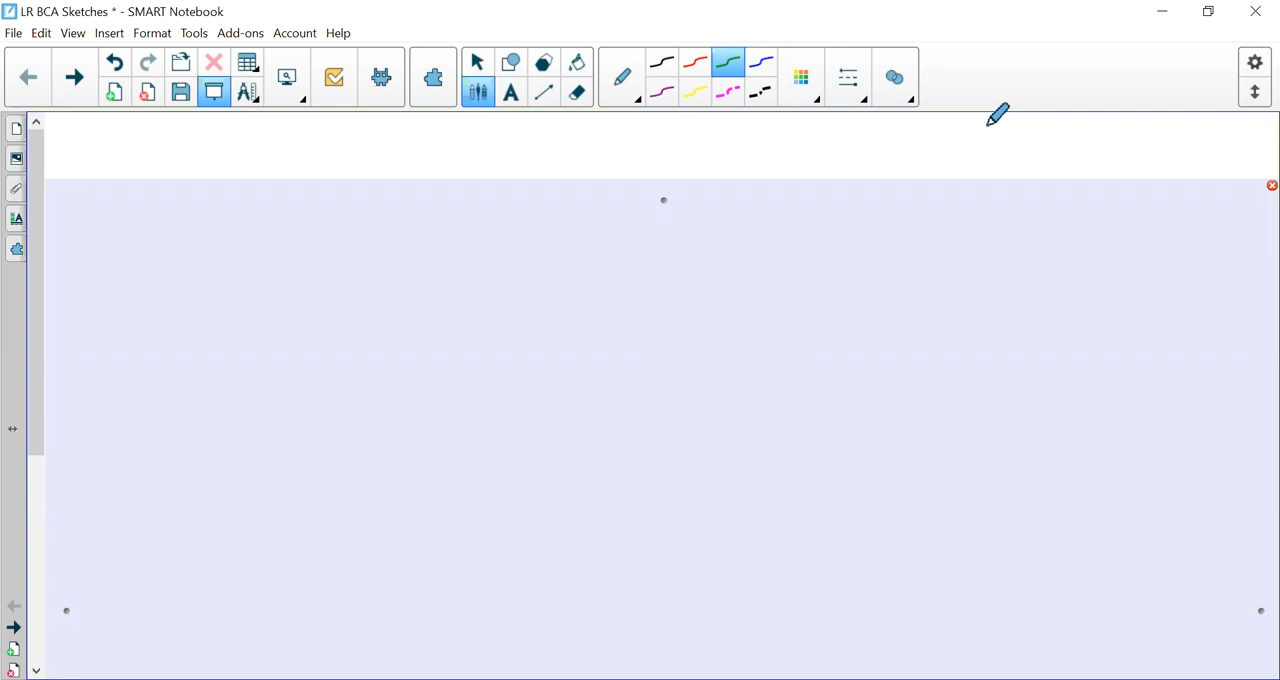 LR BCA Sketches * - SMART Notebook
File Edit View Insert Format Tools Add-ons Account Help